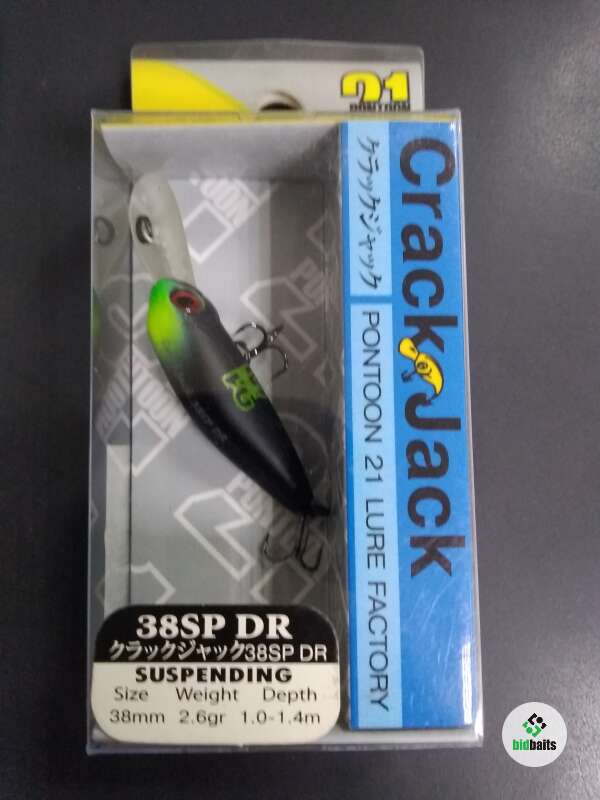 21
PONTOON
Crack Jack
クラックジャック
PONTOON 21 LURE FACTORY
38SP DR
クラックジャック38SP DR
SUSPENDING
Size Weight Depth
38mm 2.6gr 1.0-1.4m
bidbaits